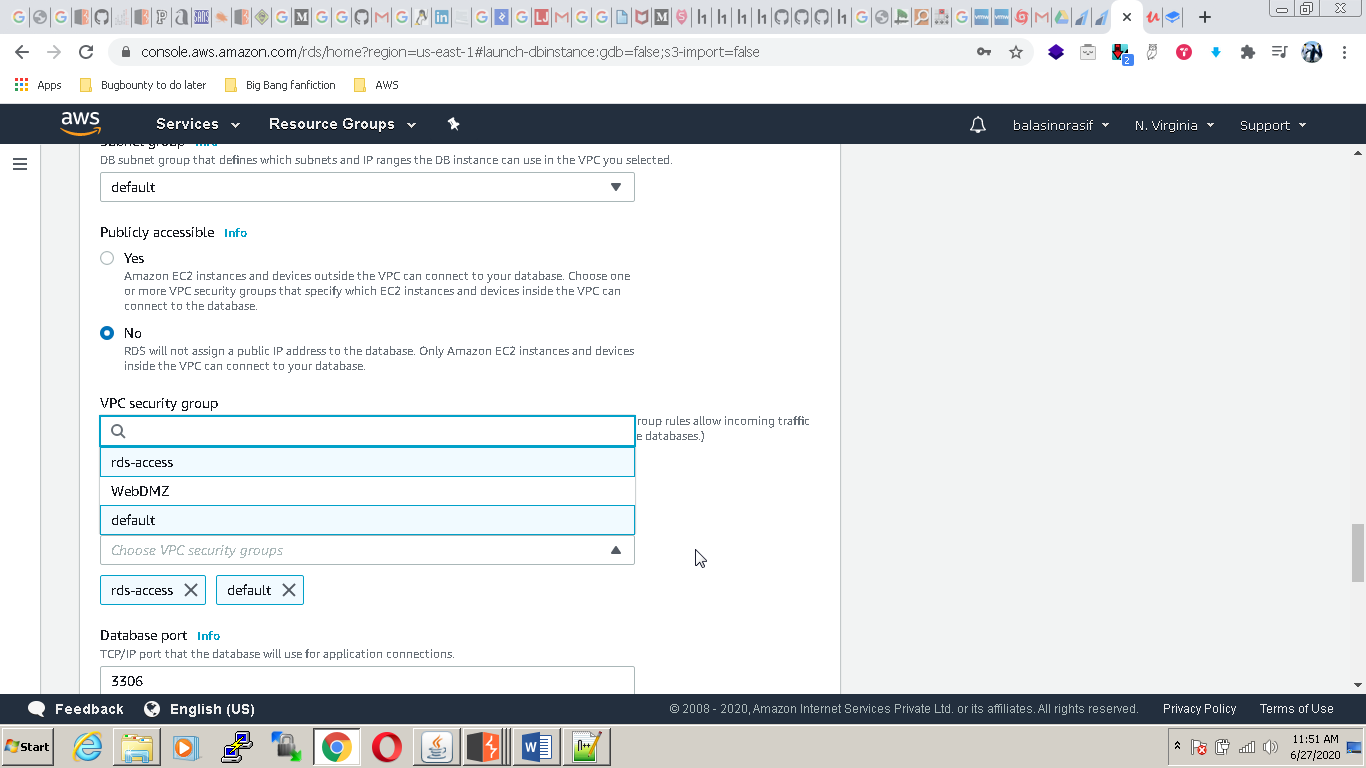 console.aws.amazon.com/rds/home?region=us-east-1#launch-dbinstance:gdb=false;s3-import=false
2
Apps
Bugbounty to do later
Big Bang fanfiction
AWS
aws
Services
Resource Groups
balasinorasif
N. Virginia
Support
Info
DB subnet group that defines which subnets and IP ranges the DB instance can use in the VPC you selected.
default
Publicly accessible Info
Yes
Amazon EC2 instances and devices outside the VPC can connect to your database. Choose one
or more VPC security groups that specify which EC2 instances and devices inside the VPC can
connect to the database.
No
RDS will not assign a public IP address to the database. Only Amazon EC2 instances and devices
inside the VPC can connect to your database.
VPC security group
roup rules allow incoming traffic
e databases.)
rds-access
WebDMZ
default
Choose VPC security groups
rds-access
default
Database port Info
TCP/IP port that the database will use for application connections.
3306
Feedback
English (US)
© 2008 - 2020, Amazon Internet Services Private Ltd. or its affiliates. All rights reserved.
Privacy Policy
Terms of Use
Start
11:51 AM
6/27/2020